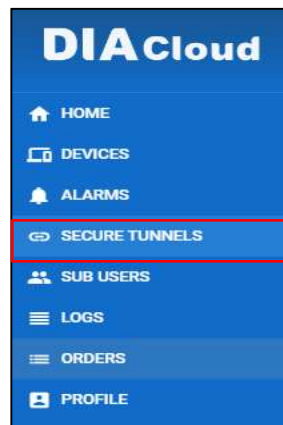 DIACloud
HOME
DEVICES
ALARMS
SECURE TUNNELS
SUB USERS
LOGS
ORDERS
PROFILE